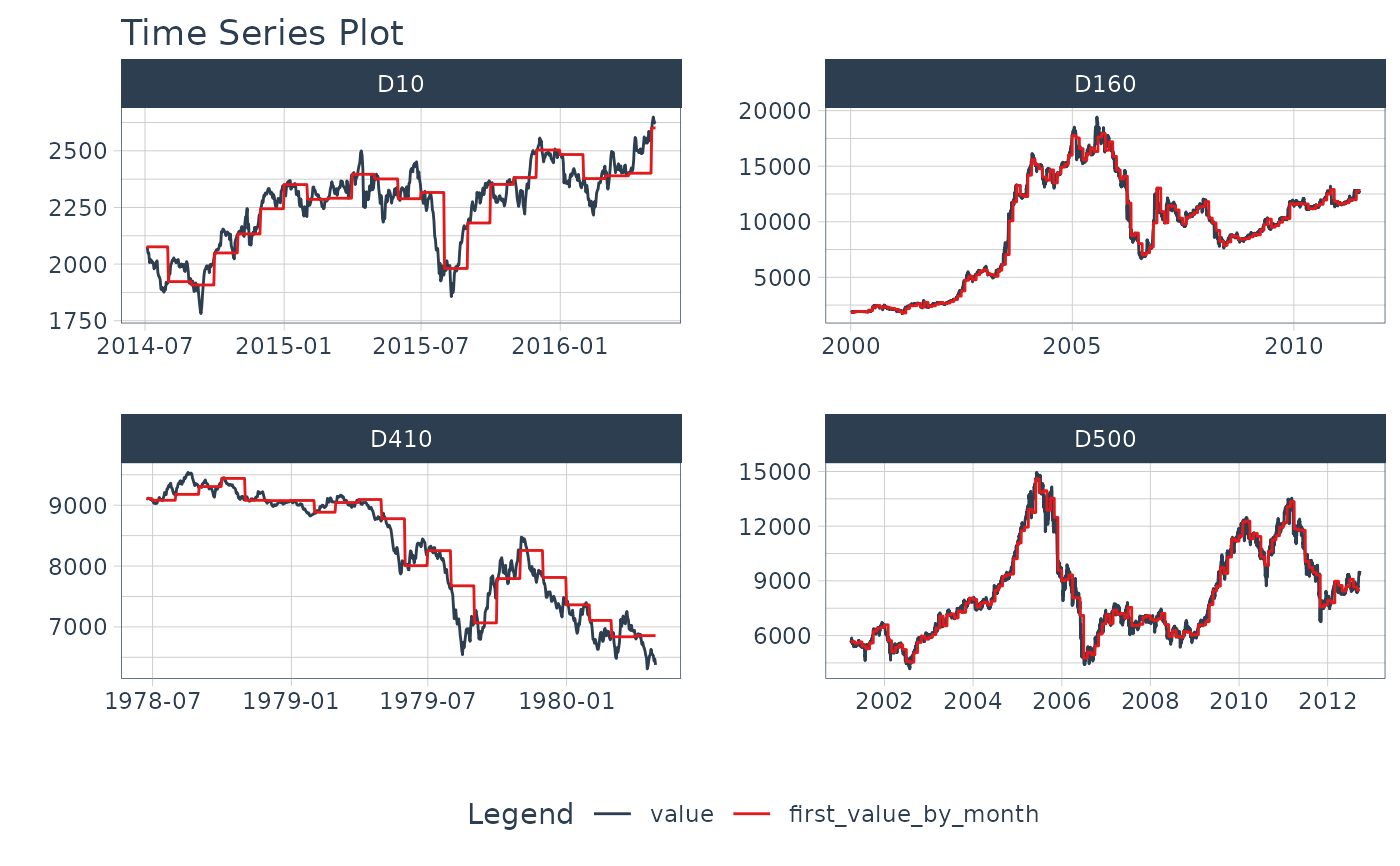 Time Series Plot
D10
D160
2500
2250
2000
1750
2014-07 2015-01 2015-07 2016-01
20000
15000
10000
5000
2000 2005 2010
D410
D500
9000
8000
7000
1978-07 1979-01 1979-07 1980-01
15000
12000
9000
6000
2002 2004 2006 2008 2010 2012
Legend value first_value_by_month